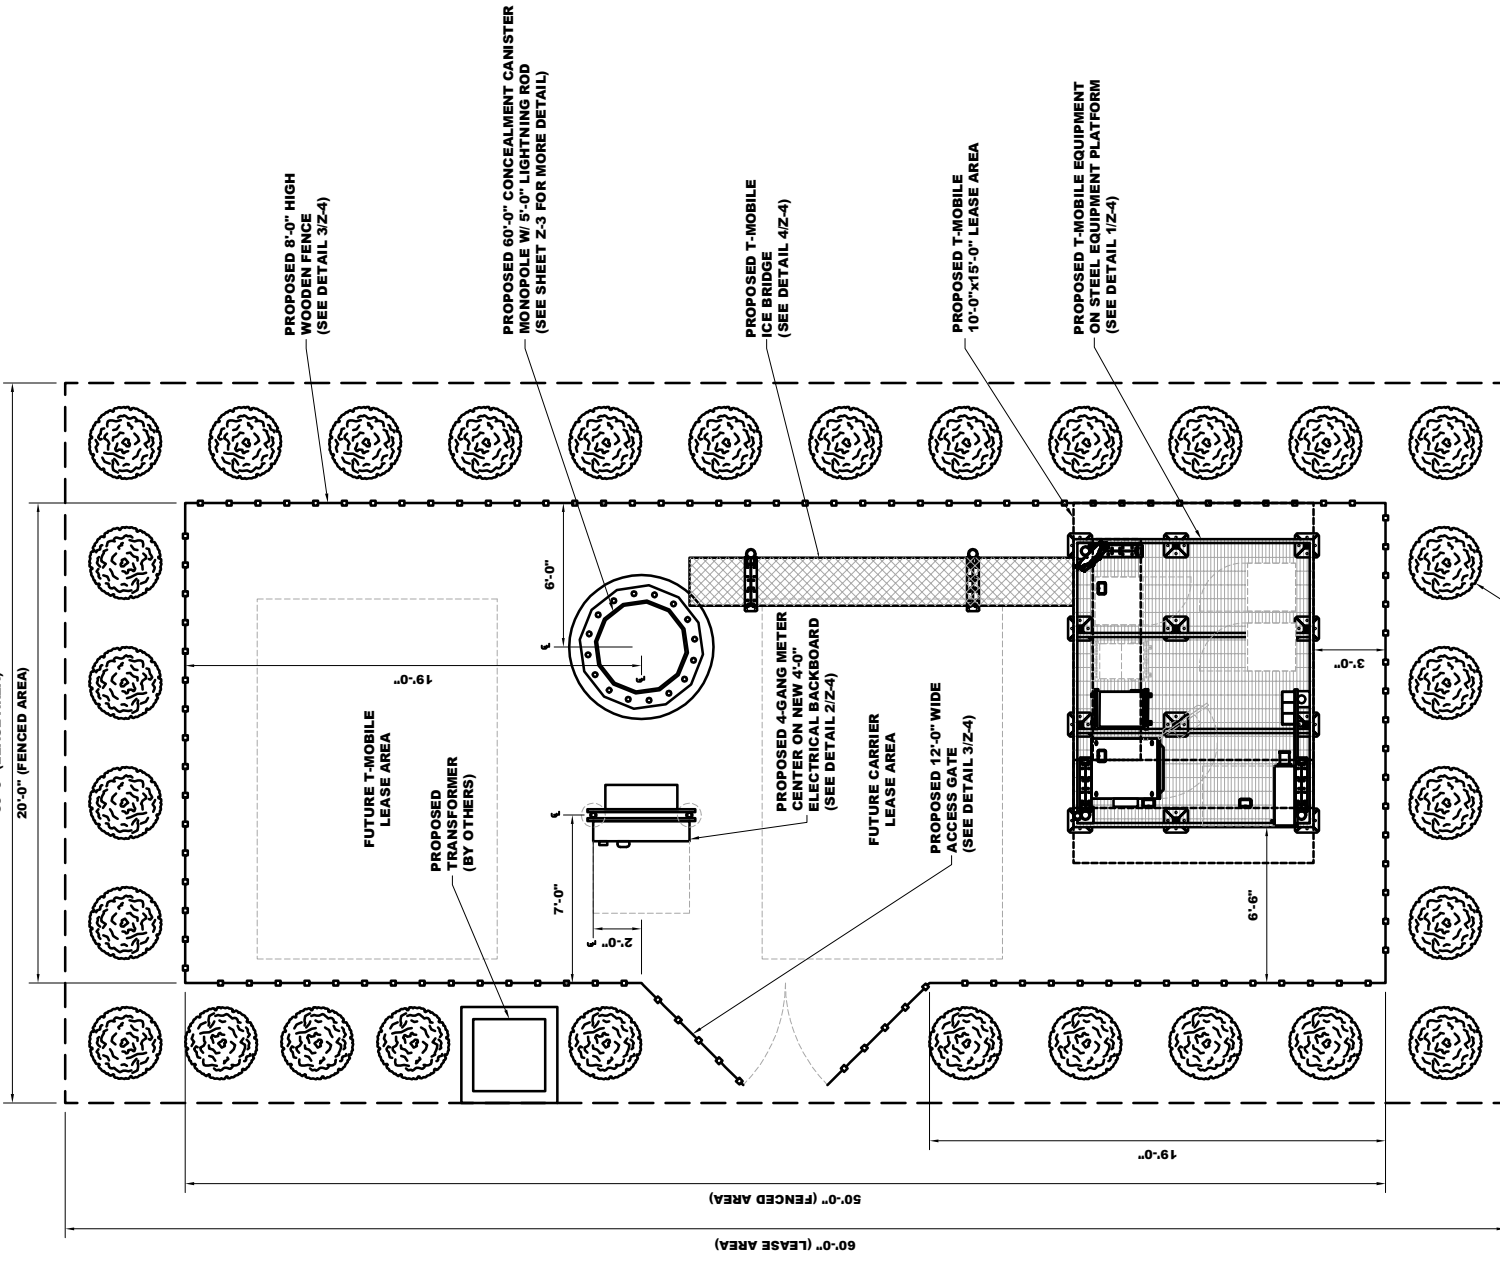 PROPOSED 8'-0" HIGH
WOODEN FENCE
(SEE DETAIL 3/Z-4)
PROPOSED 60'-0" CONCEALMENT CANISTER
MONOPOLE W/ 5'-0" LIGHTNING ROD
(SEE SHEET Z-3 FOR MORE DETAIL)
PROPOSED T-MOBILE
ICE BRIDGE
(SEE DETAIL 4/Z-4)
PROPOSED T-MOBILE
10'-0"x15'-0" LEASE AREA
PROPOSED T-MOBILE EQUIPMENT
ON STEEL EQUIPMENT PLATFORM
(SEE DETAIL 1/Z-4)
20'-0" (FENCED AREA)
6'-0"
19'-0"
3'-0"
FUTURE T-MOBILE
LEASE AREA
PROPOSED
TRANSFORMER
(BY OTHERS)
PROPOSED 4-GANG METER
CENTER ON NEW 4'-0"
ELECTRICAL BACKBOARD
(SEE DETAIL 2/Z-4)
FUTURE CARRIER
LEASE AREA
PROPOSED 12'-0" WIDE
ACCESS GATE
(SEE DETAIL 3/Z-4)
7'-0"
2'-0"
6'-6"
19'-0"
50'-0" (FENCED AREA)
60'-0" (LEASE AREA)